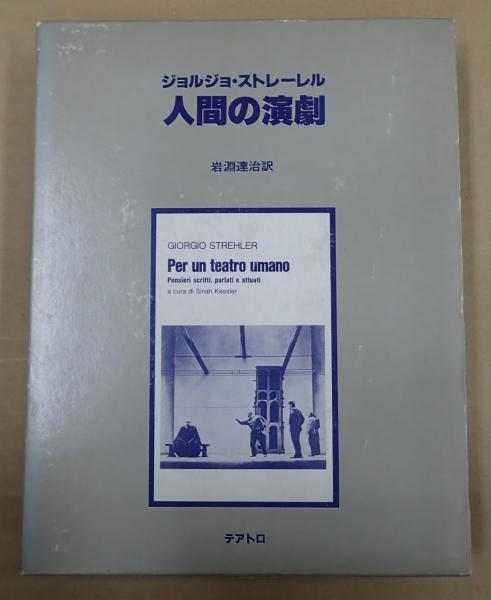 ジョルジョ・ストレーレル
人間の演劇
岩淵達治訳
GIORGIO STREHLER
Per un teatro umano
Pensieri scritti, parlati e attuati
a cura di Sinah Kessler
テアトロ